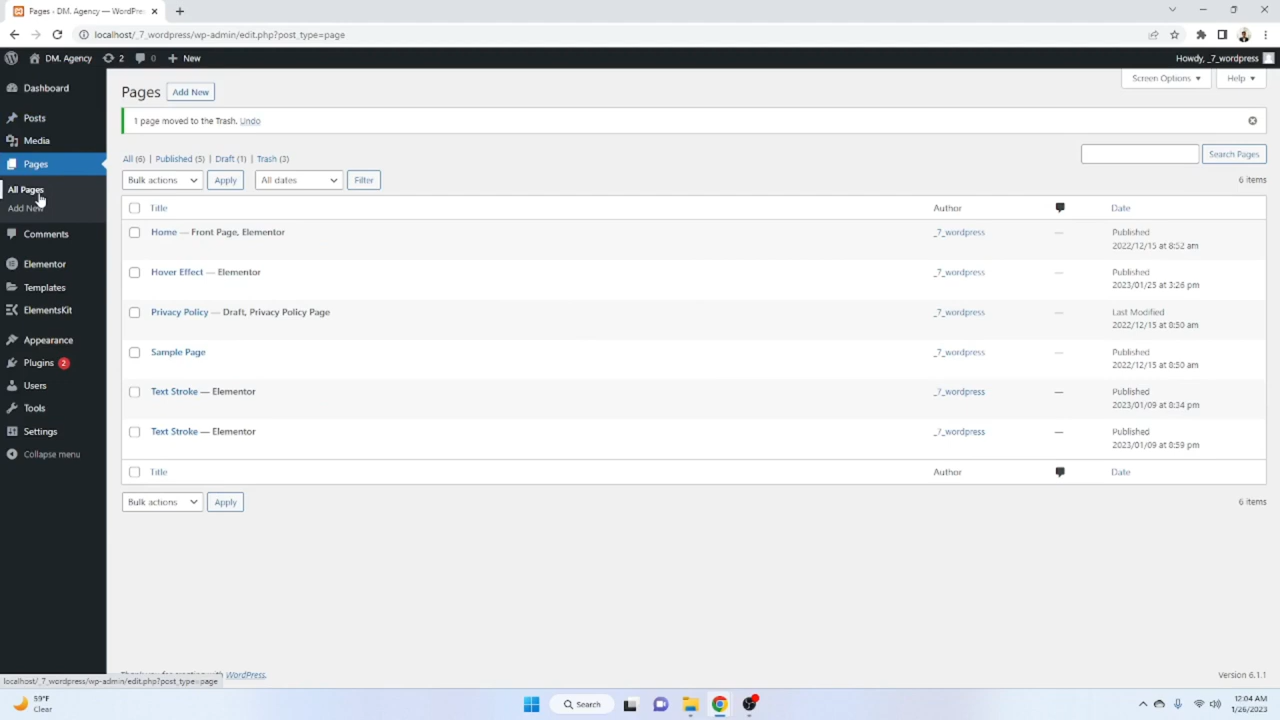 Pages - DM. Agency — WordPre
localhost/_7_wordpress/wp-admin/edit.php?post_type=page
DM. Agency 2 0 New Howdy, _7_wordpress
Dashboard
Posts
Media
Pages
All Pages
Add New
Comments
Elementor
Templates
ElementsKit
Appearance
Plugins 2
Users
Tools
Settings
Collapse menu
Pages Add New Screen Options Help
1 page moved to the Trash. Undo
All (6) | Published (5) | Draft (1) | Trash (3) Search Pages
Bulk actions Apply All dates Filter 6 items
Title Author Date
Home — Front Page, Elementor _7_wordpress — Published
2022/12/15 at 8:52 am
Hover Effect — Elementor _7_wordpress — Published
2023/01/25 at 3:26 pm
Privacy Policy — Draft, Privacy Policy Page _7_wordpress — Last Modified
2022/12/15 at 8:50 am
Sample Page _7_wordpress — Published
2022/12/15 at 8:50 am
Text Stroke — Elementor _7_wordpress — Published
2023/01/09 at 8:34 pm
Text Stroke — Elementor _7_wordpress — Published
2023/01/09 at 8:59 pm
Title Author Date
Bulk actions Apply 6 items
Thank you for creating with WordPress. Version 6.1.1
localhost/_7_wordpress/wp-admin/edit.php?post_type=page
59°F
Clear
Search
12:04 AM
1/26/2023